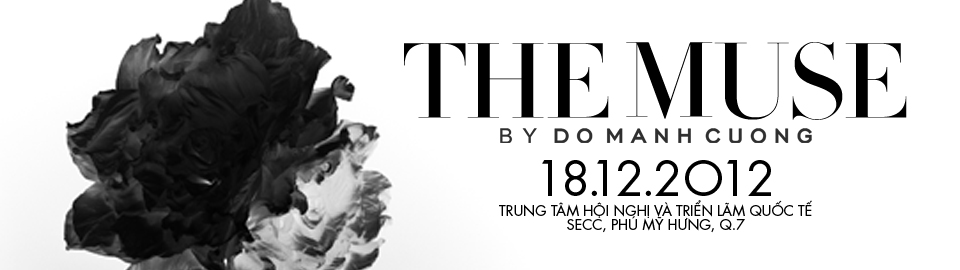 THE MUSE
BY DO MANH CUONG
18.12.2012
TRUNG TÂM HỘI NGHỊ VÀ TRIỂN LÃM QUỐC TẾ
SECC, PHÚ MỸ HƯNG, Q.7